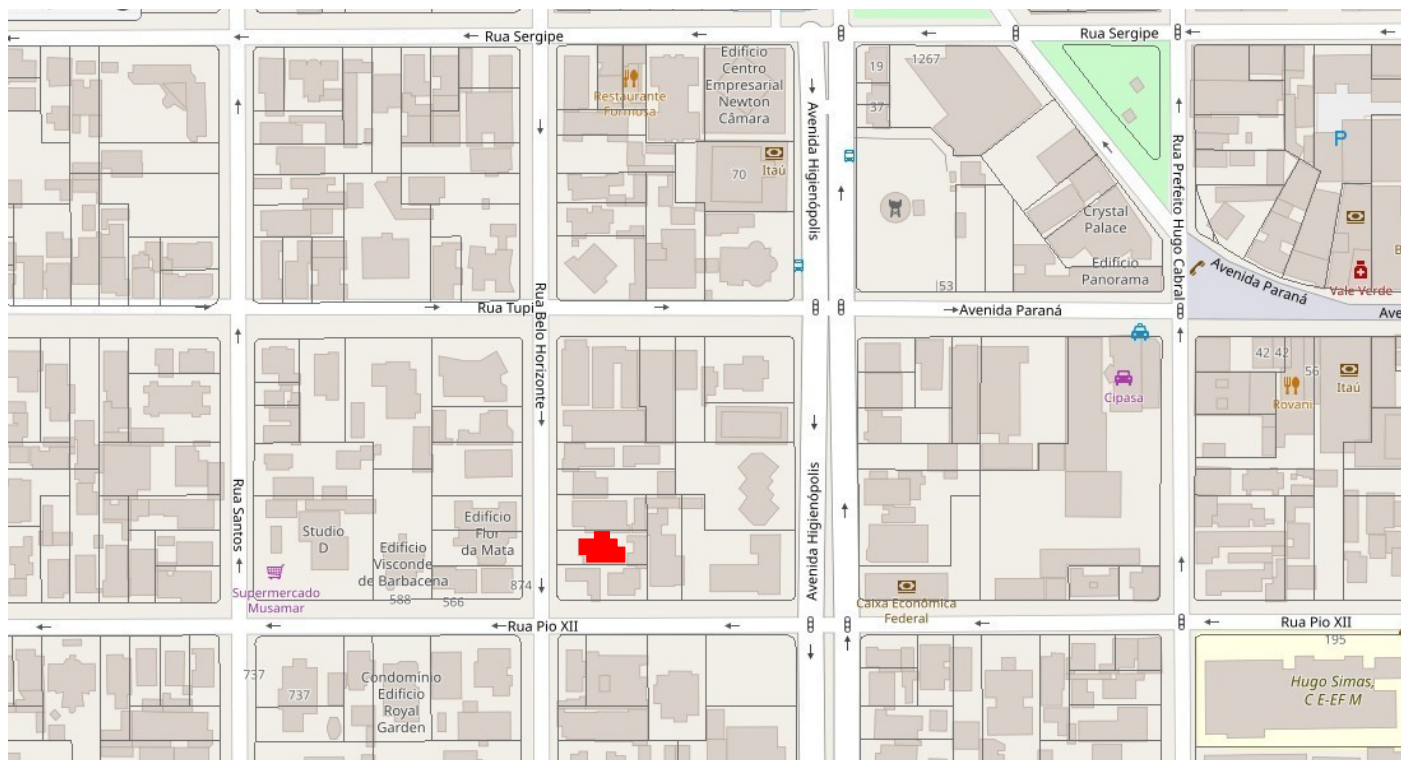 Rua Sergipe
Rua Sergipe
Edifício
Centro
Empresarial
Newton
Câmara
19
1267
37
Restaurante
Formosa
Itaú
70
Avenida Higienópolis
Rua Prefeito Hugo Cabral
P
Crystal
Palace
Edifício
Panorama
53
Avenida Paraná
Vale Verde
B
Rua Tupi
Rua Belo Horizonte
Avenida Paraná
Ave
42 42
56
Itaú
Rovani
Cipasa
Rua Santos
Avenida Higienópolis
Studio
D
Edifício
Flor
da Mata
Edifício
Visconde
de Barbacena
Supermercado
Musamar
588
566
874
Caixa Econômica
Federal
Rua Pio XII
Rua Pio XII
195
737
737
Condomínio
Edifício
Royal
Garden
Hugo Simas,
C E-EF M